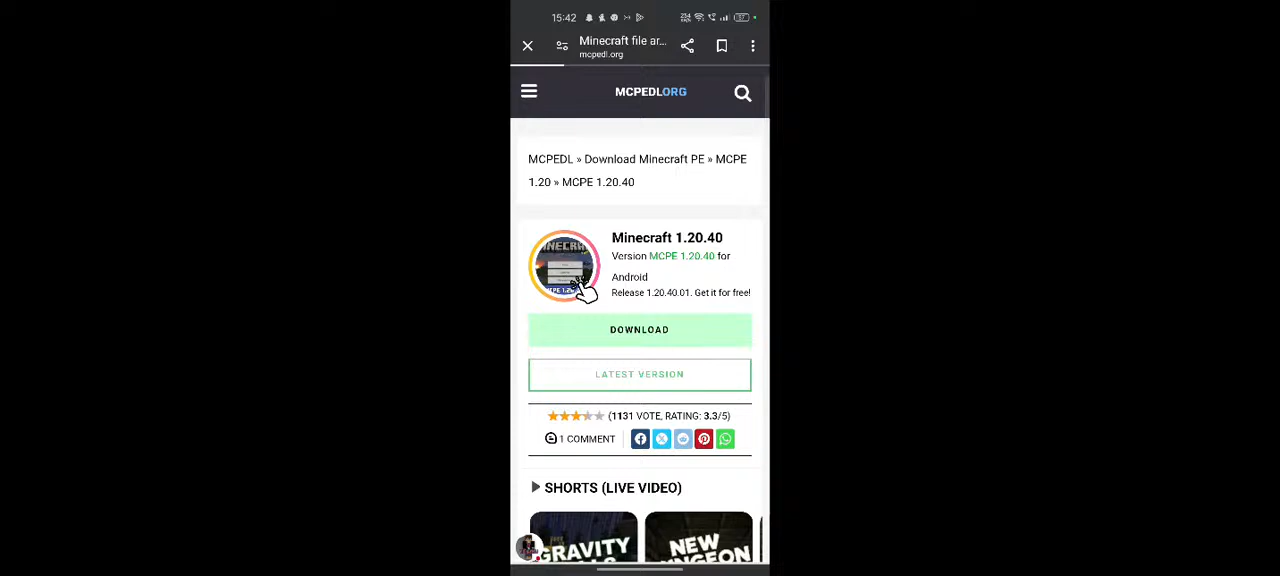 15:42
57
Minecraft file ar...
mcpedl.org
MCPEDLORG
MCPEDL » Download Minecraft PE » MCPE
1.20 » MCPE 1.20.40
Minecraft 1.20.40
Version MCPE 1.20.40 for
Android
Release 1.20.40.01. Get it for free!
DOWNLOAD
LATEST VERSION
(1131 VOTE, RATING: 3.3/5)
1 COMMENT
SHORTS (LIVE VIDEO)
GRAVITY
NEW